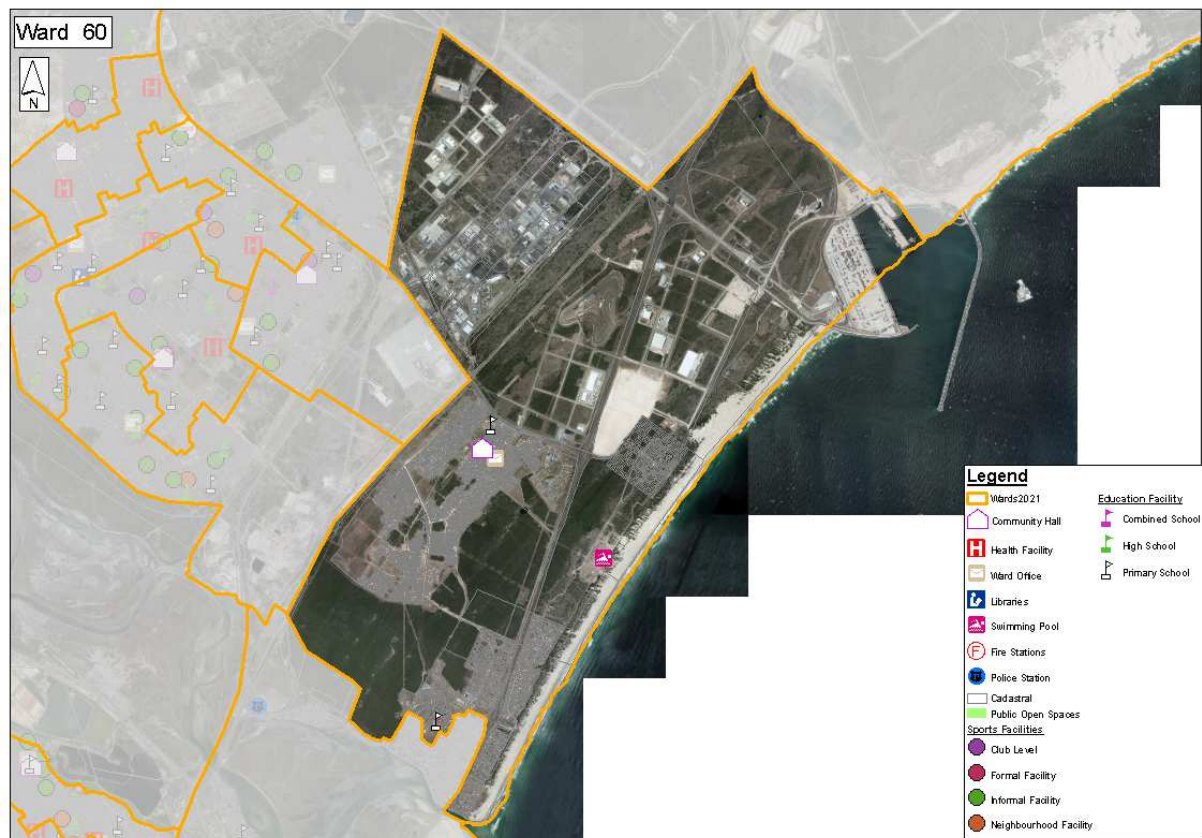 Ward 60
N
Legend
Wards2021
Community Hall
Health Facility
Ward Office
Libraries
Swimming Pool
Fire Stations
Police Station
Cadastral
Public Open Spaces
Sports Facilities
Club Level
Formal Facility
Informal Facility
Neighbourhood Facility
Education Facility
Combined School
High School
Primary School